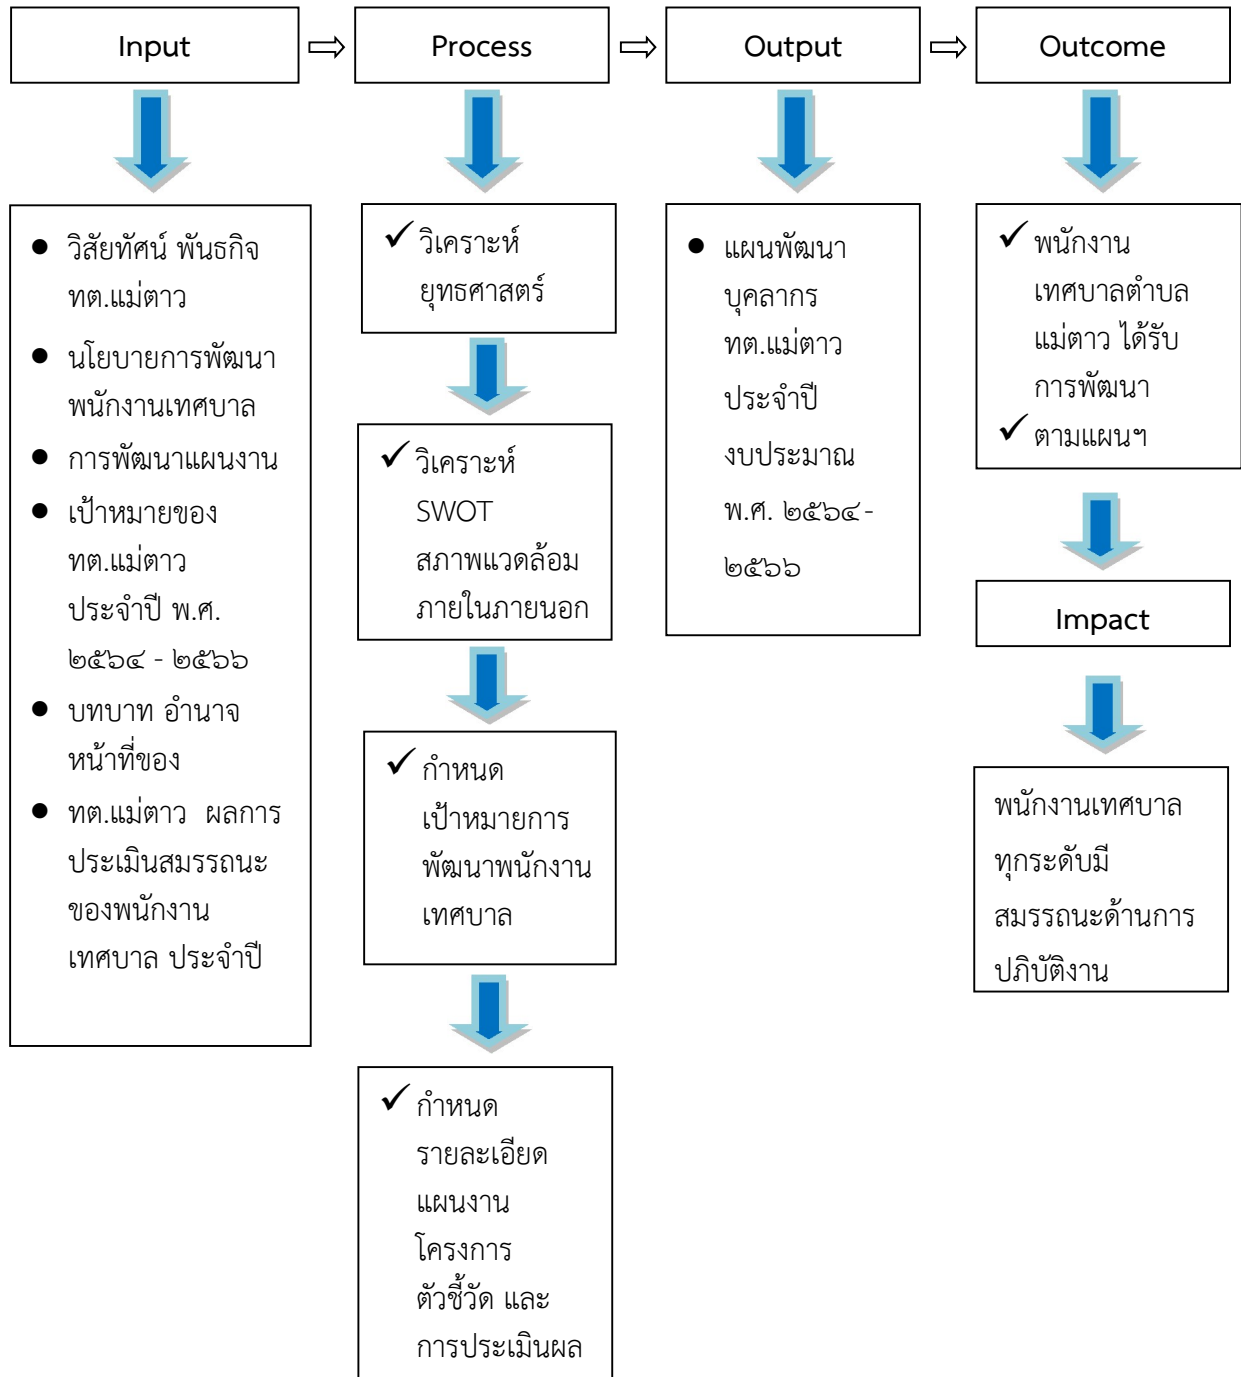 Input
Process
Output
Outcome
● วิสัยทัศน์ พันธกิจ
ทต.แม่ตาว
● นโยบายการพัฒนา
พนักงานเทศบาล
● การพัฒนาแผนงาน
● เป้าหมายของ
ทต.แม่ตาว
ประจำปี พ.ศ.
๒๕๖๔ - ๒๕๖๖
● บทบาท อำนาจ
หน้าที่ของ
● ทต.แม่ตาว ผลการ
ประเมินสมรรถนะ
ของพนักงาน
เทศบาล ประจำปี
✓ วิเคราะห์
ยุทธศาสตร์
✓ วิเคราะห์
SWOT
สภาพแวดล้อม
ภายในภายนอก
✓ กำหนด
เป้าหมายการ
พัฒนาพนักงาน
เทศบาล
✓ กำหนด
รายละเอียด
แผนงาน
โครงการ
ตัวชี้วัด และ
การประเมินผล
● แผนพัฒนา
บุคลากร
ทต.แม่ตาว
ประจำปี
งบประมาณ
พ.ศ. ๒๕๖๔-
๒๕๖๖
✓ พนักงาน
เทศบาลตำบล
แม่ตาว ได้รับ
การพัฒนา
✓ ตามแผนฯ
Impact
พนักงานเทศบาล
ทุกระดับมี
สมรรถนะด้านการ
ปภิบัติงาน